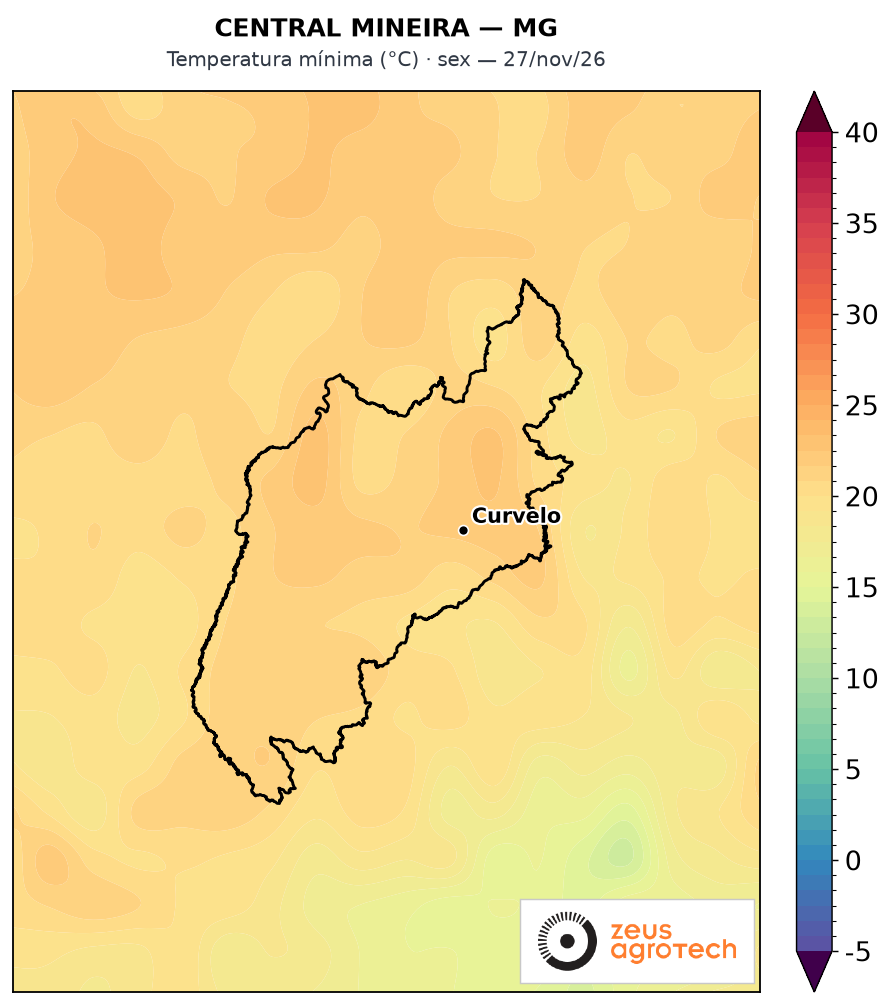 CENTRAL MINEIRA — MG
Temperatura mínima (°C) · sex — 27/nov/26
40
35
30
25
20
15
10
5
0
-5
Curvelo
zeus
agrotech